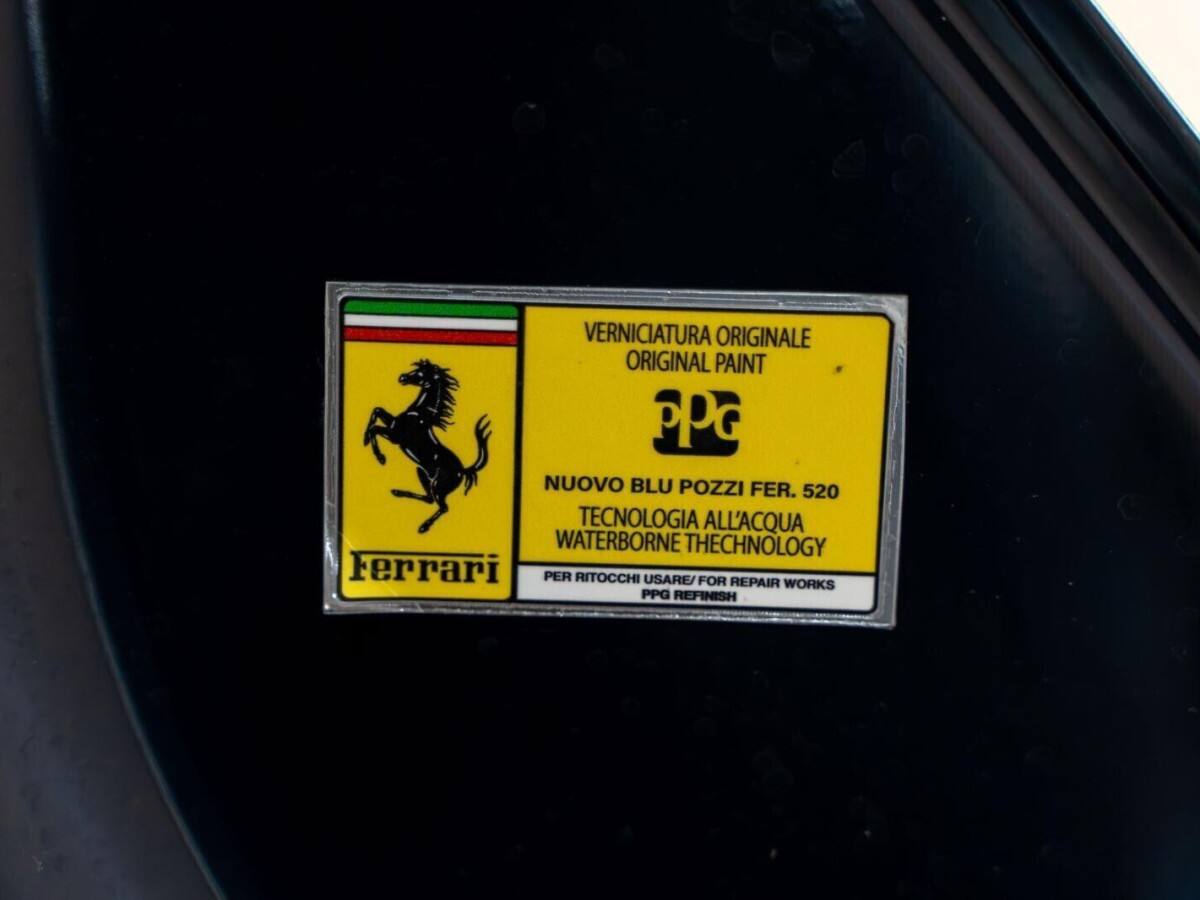 Ferrari
VERNICIATURA ORIGINALE
ORIGINAL PAINT
PPG
NUOVO BLU POZZI FER. 520
TECNOLOGIA ALL'ACQUA
WATERBORNE THECHNOLOGY
PER RITOCCHI USARE/ FOR REPAIR WORKS
PPG REFINISH